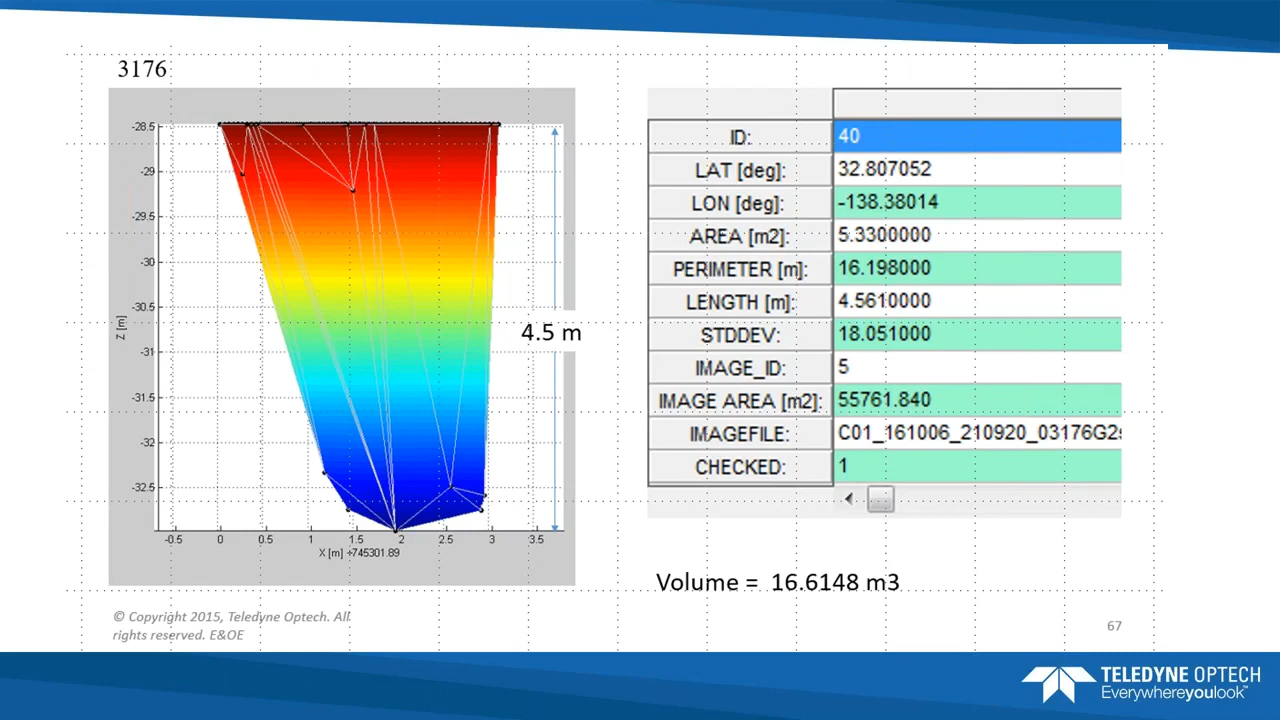 3176
-28.5
-29
-29.5
-30
-30.5
-31
-31.5
-32
-32.5
Z [m]
-0.5 0 0.5 1 1.5 2 2.5 3 3.5
X [m] +745301.89
4.5 m
ID: 40
LAT [deg]: 32.807052
LON [deg]: -138.38014
AREA [m2]: 5.3300000
PERIMETER [m]: 16.198000
LENGTH [m]: 4.5610000
STDDEV: 18.051000
IMAGE_ID: 5
IMAGE AREA [m2]: 55761.840
IMAGEFILE: C01_161006_210920_03176G2
CHECKED: 1
Volume = 16.6148 m3
© Copyright 2015, Teledyne Optech. All
rights reserved. E&OE
67
TELEDYNE OPTECH
Everywhereyoulook™